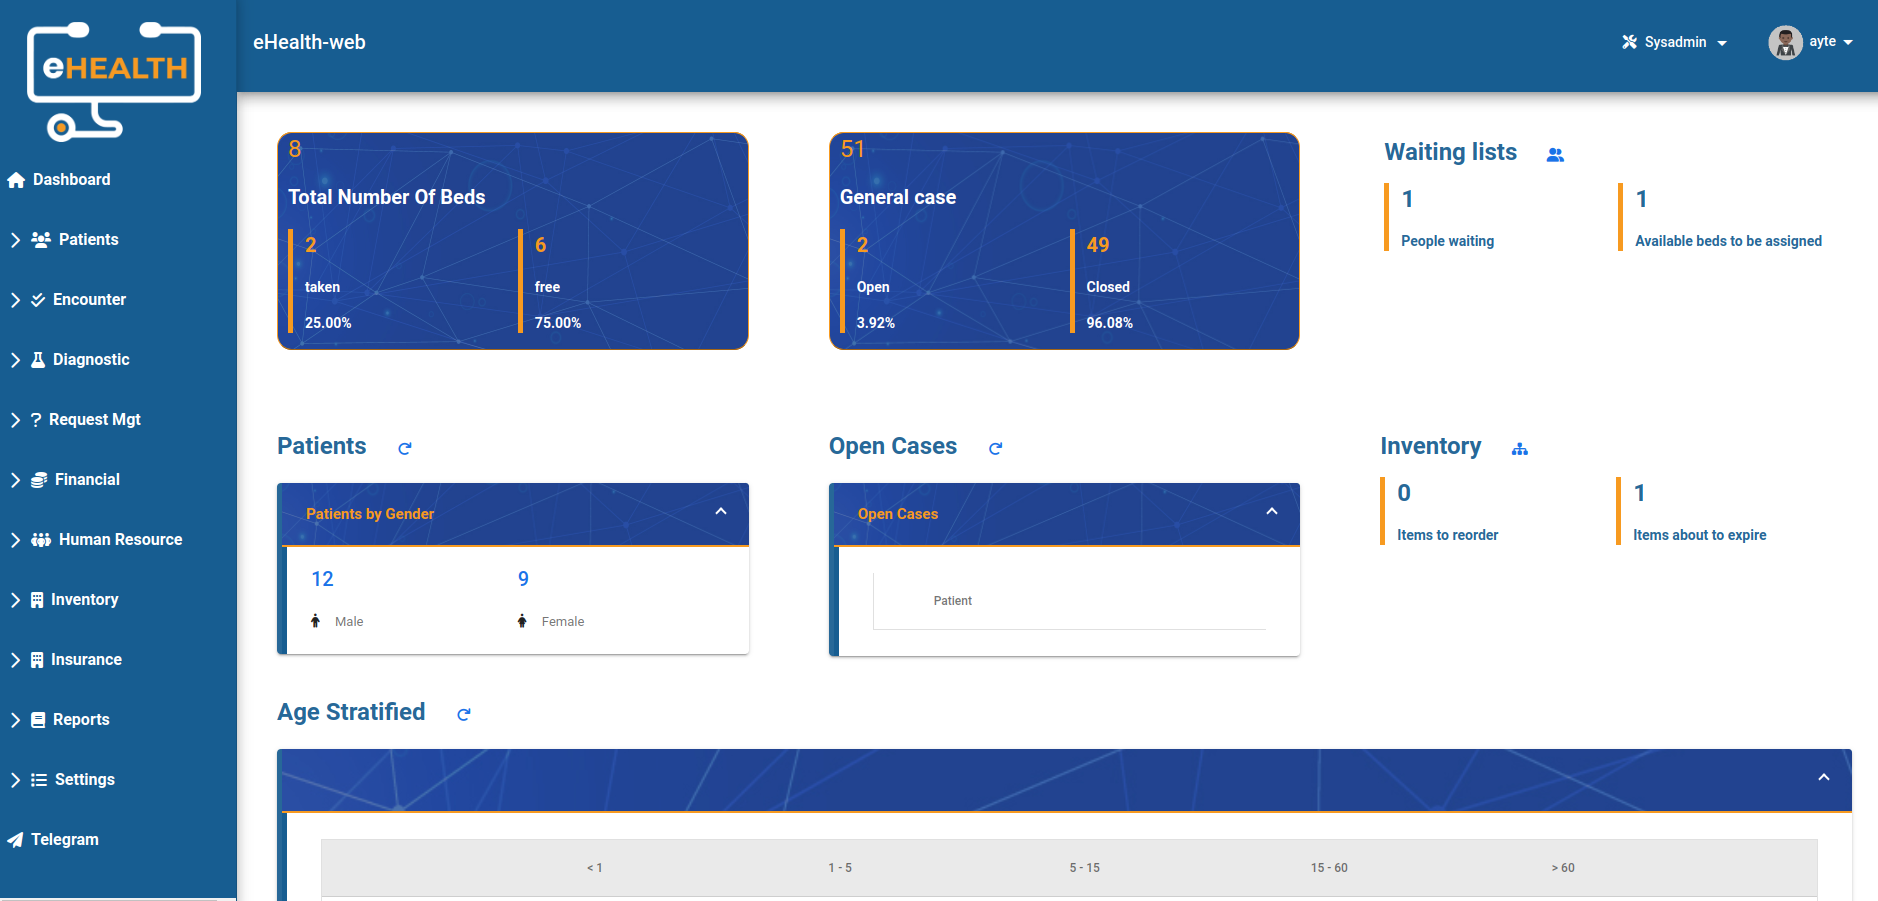 eHEALTH
eHealth-web
Sysadmin
ayte
Dashboard
Patients
Encounter
Diagnostic
? Request Mgt
Financial
Human Resource
Inventory
Insurance
Reports
Settings
Telegram
8
Total Number Of Beds
2
taken
25.00%
6
free
75.00%
51
General case
2
Open
3.92%
49
Closed
96.08%
Waiting lists
1
People waiting
1
Available beds to be assigned
Patients
Patients by Gender
12
Male
9
Female
Open Cases
Open Cases
Patient
Inventory
0
Items to reorder
1
Items about to expire
Age Stratified
< 1 1 - 5 5 - 15 15 - 60 > 60